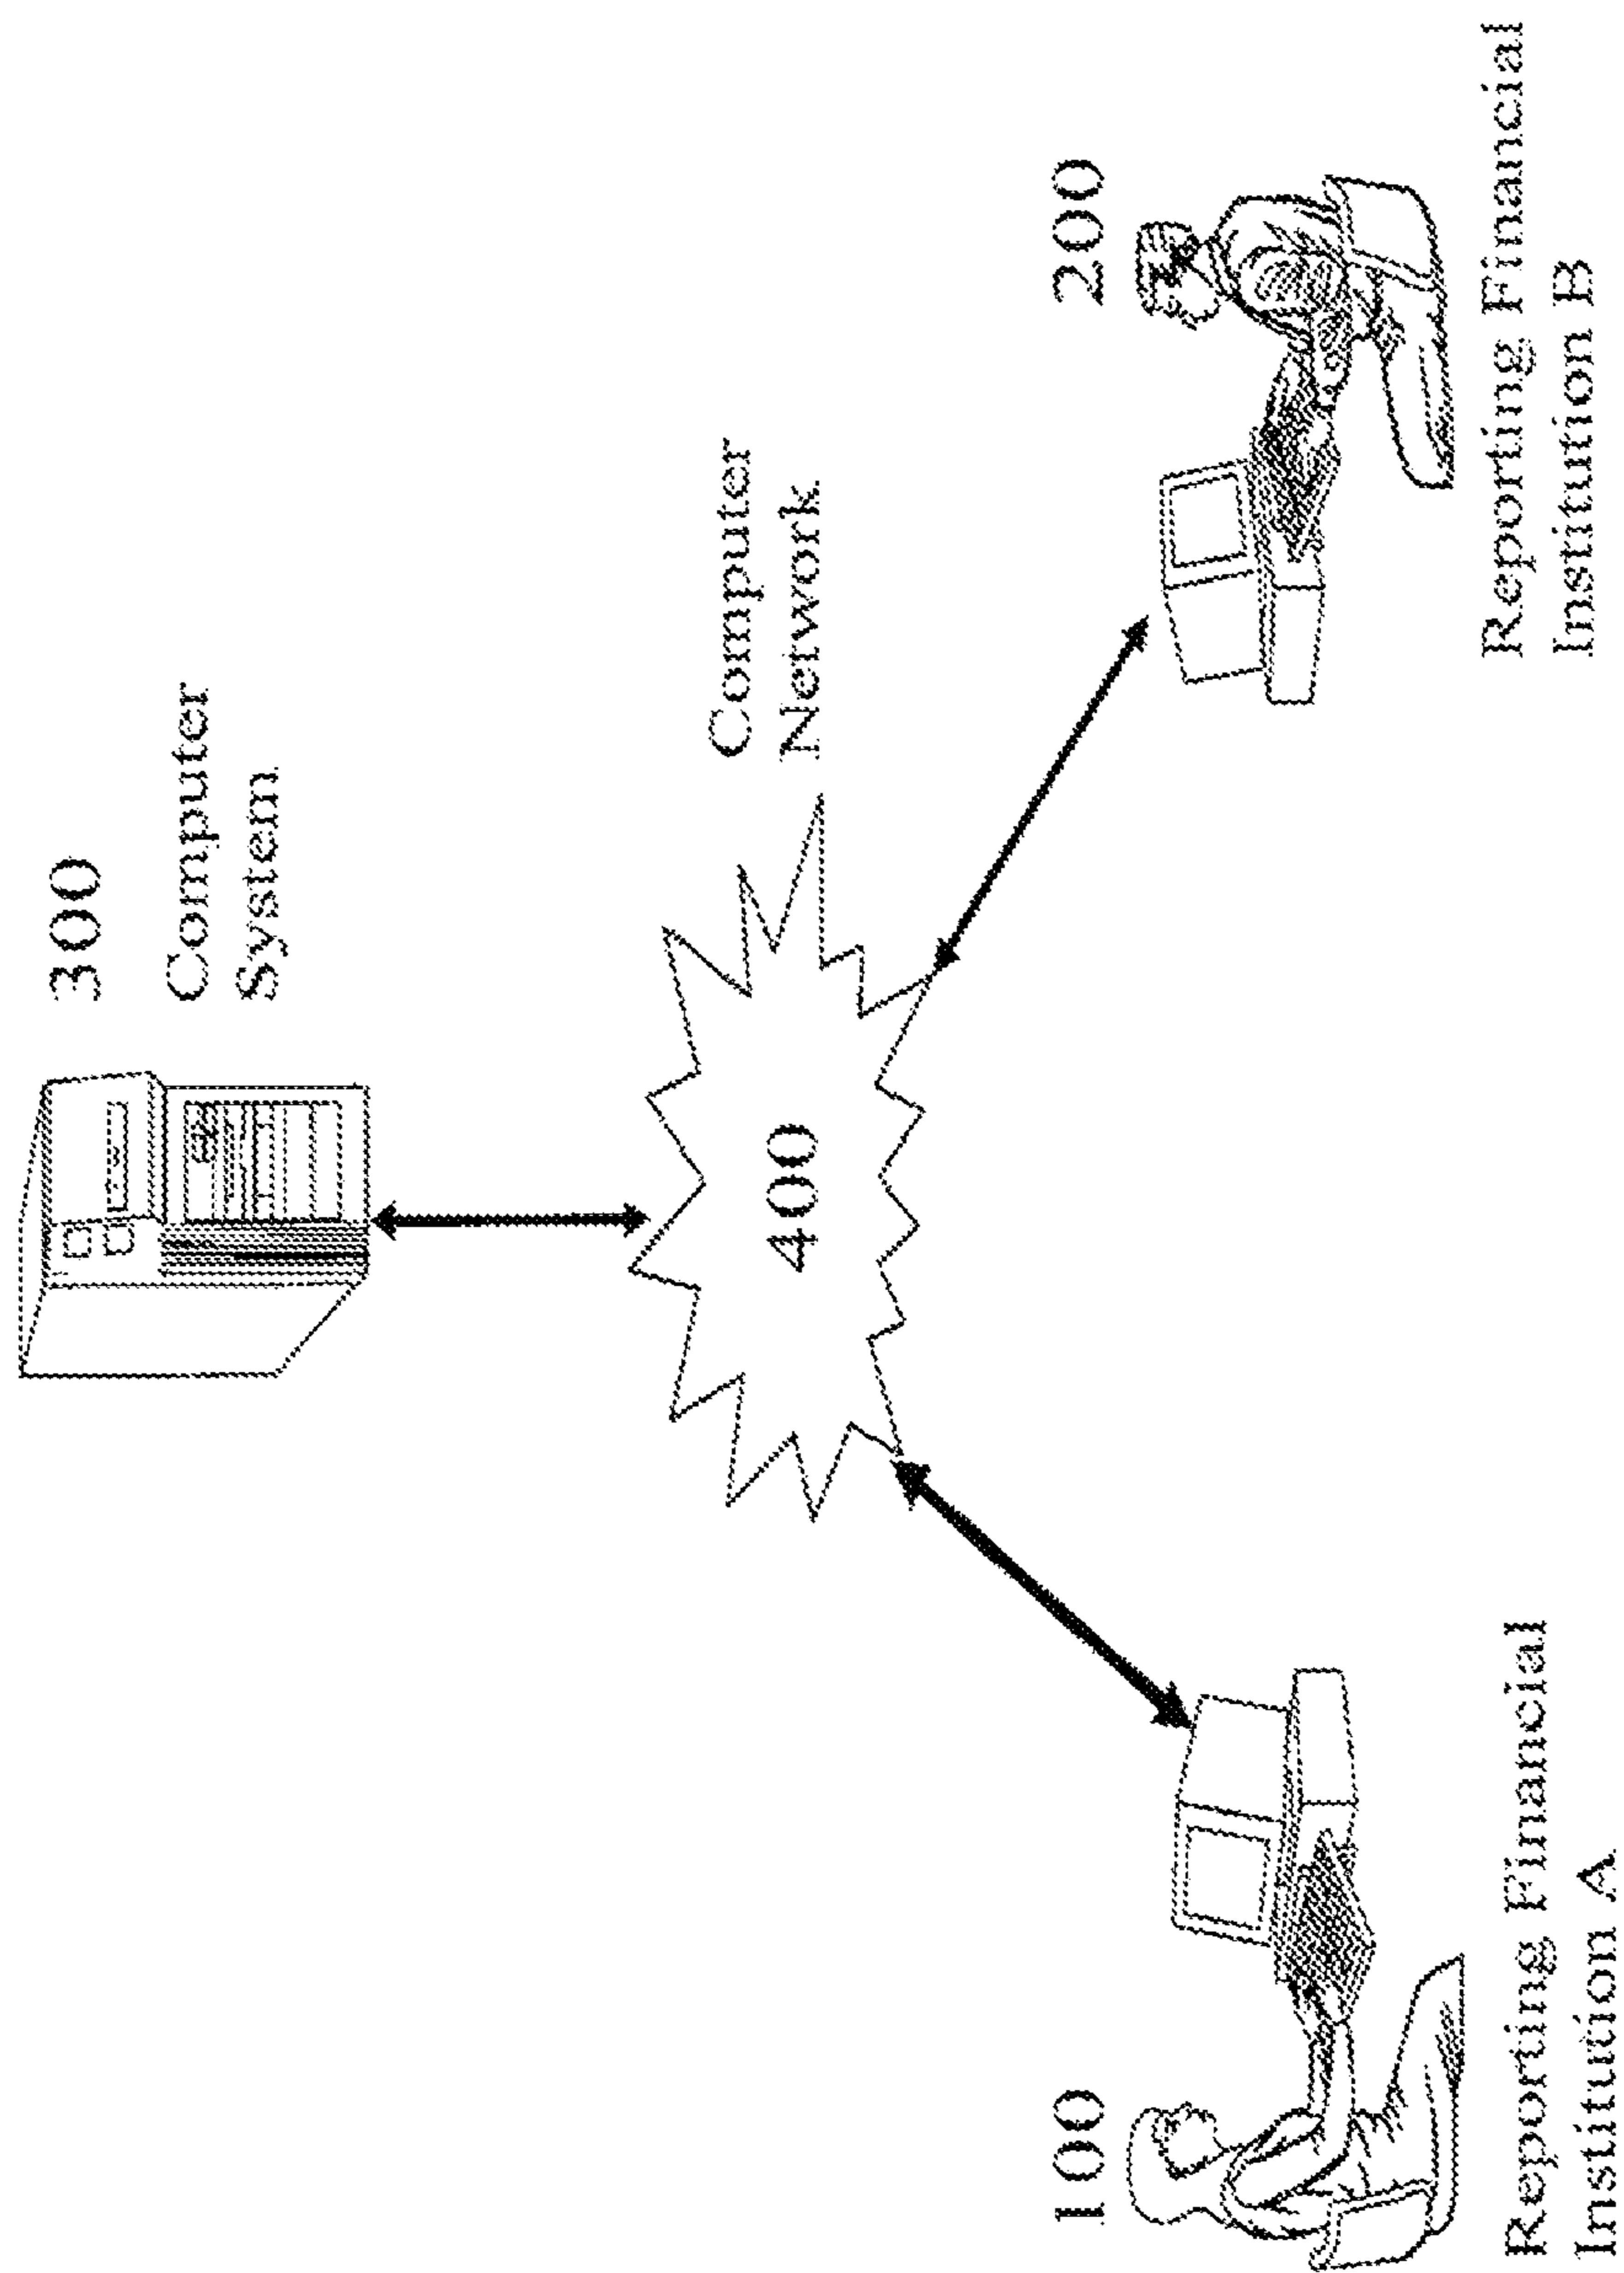 300
Computer
System
Computer
Network
400
100
Reporting Financial
Institution A
200
Reporting Financial
Institution B